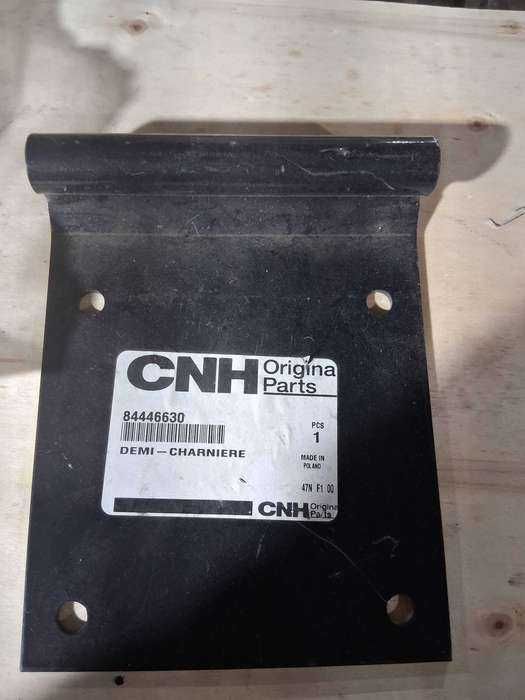 CNH Origina
Parts
84446630
PCS
1
DEMI-CHARNIERE
MADE IN
POLAND
47N F1 00
CNH Origina
Parts